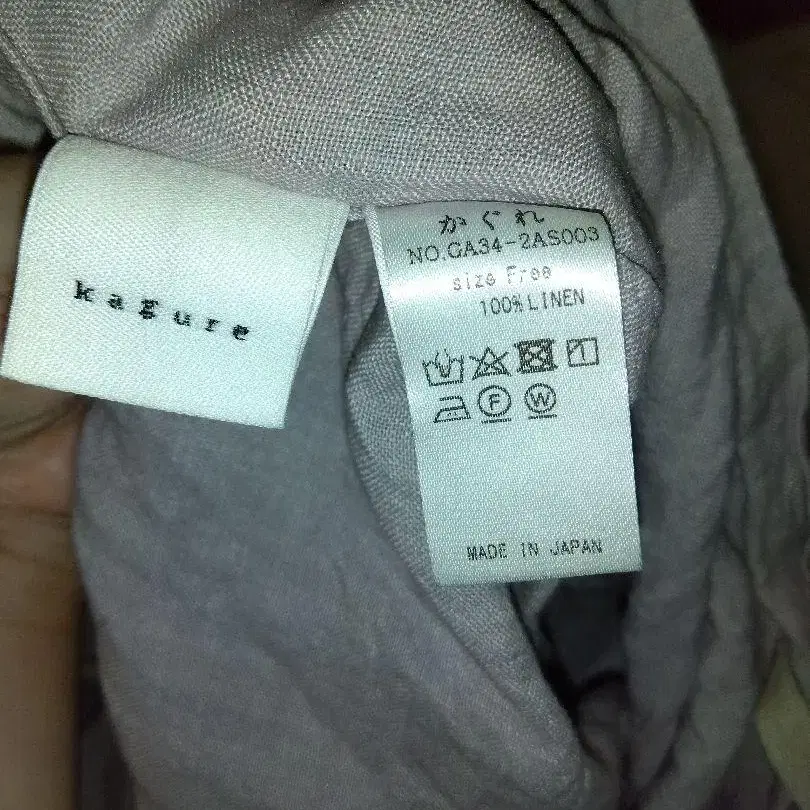 kagure
かぐれ
NO.GA34-2AS003
size Free
100% LINEN
F W
MADE IN JAPAN